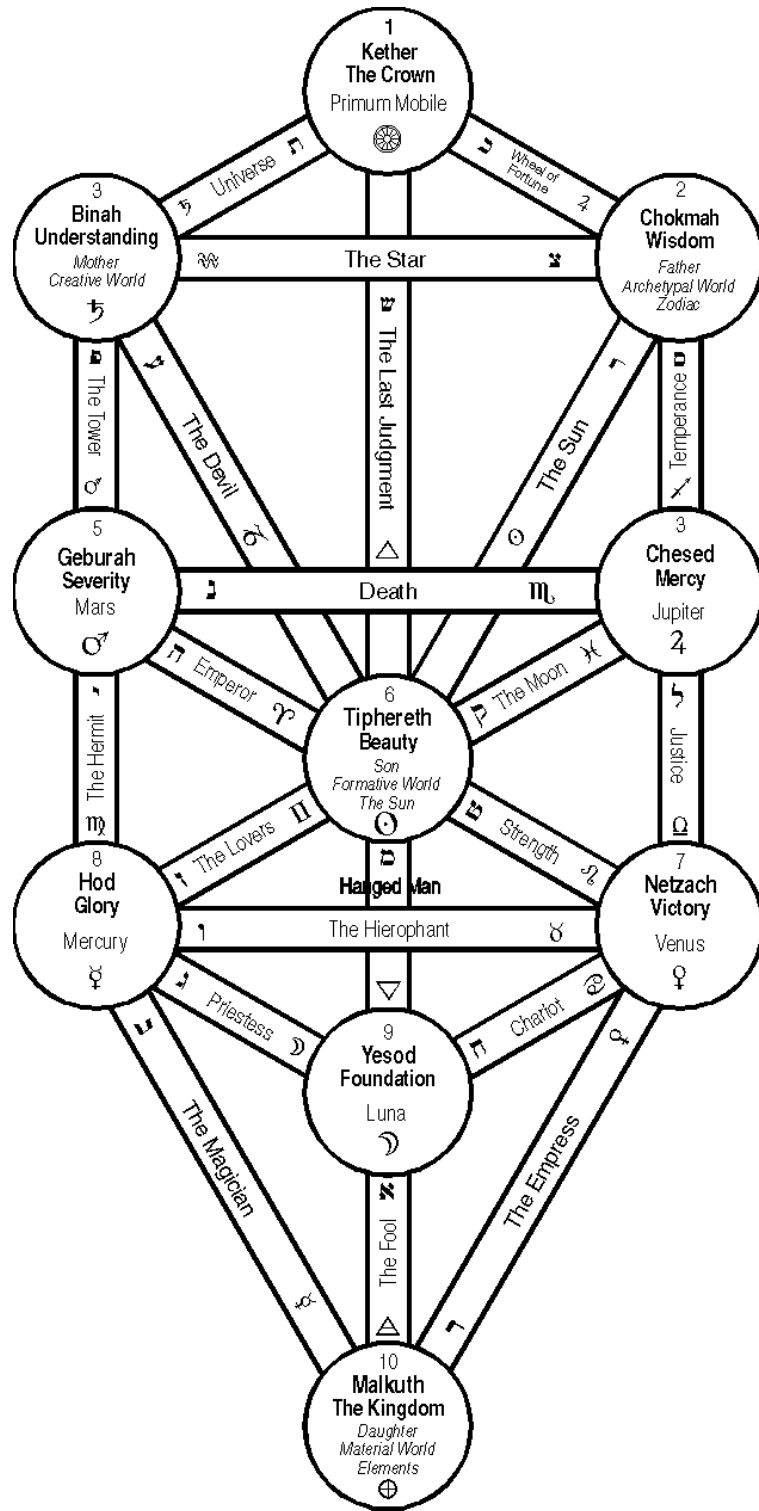 1
Kether
The Crown
Primum Mobile
ת
Universe
♄
כ
Wheel of
Fortune
♃
3
Binah
Understanding
Mother
Creative World
♄
2
Chokmah
Wisdom
Father
Archetypal World
Zodiac
♒
The Star
צ
ש
The Last Judgment
△
The Tower
♂
ע
The Devil
♑
ר
The Sun
☉
ם
Temperance
♐
5
Geburah
Severity
Mars
♂
3
Chesed
Mercy
Jupiter
♃
נ
Death
♏
ה
Emperor
♈
ק
The Moon
♓
י
The Hermit
♍
ל
Justice
♎
6
Tiphereth
Beauty
Son
Formative World
The Sun
☉
ז
The Lovers
♊
Strength
♌
מ
Hanged Man
8
Hod
Glory
Mercury
☿
7
Netzach
Victory
Venus
♀
ו
The Hierophant
♉
▽
ג
Priestess
☽
ח
Chariot
♋
9
Yesod
Foundation
Luna
☽
The Magician
☿
א
The Fool
♀
The Empress
ד
10
Malkuth
The Kingdom
Daughter
Material World
Elements
⊕